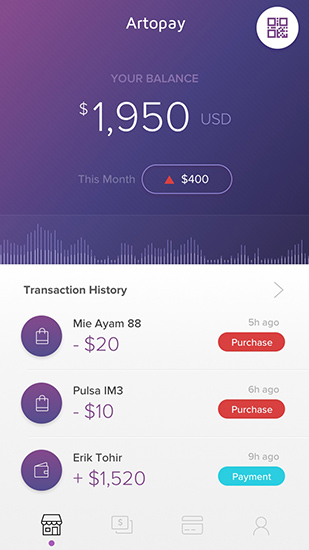 Artopay
YOUR BALANCE
$1,950 USD
This Month $400
Transaction History
Mie Ayam 88 5h ago
- $20 Purchase
Pulsa IM3 6h ago
- $10 Purchase
Erik Tohir 9h ago
+ $1,520 Payment
$